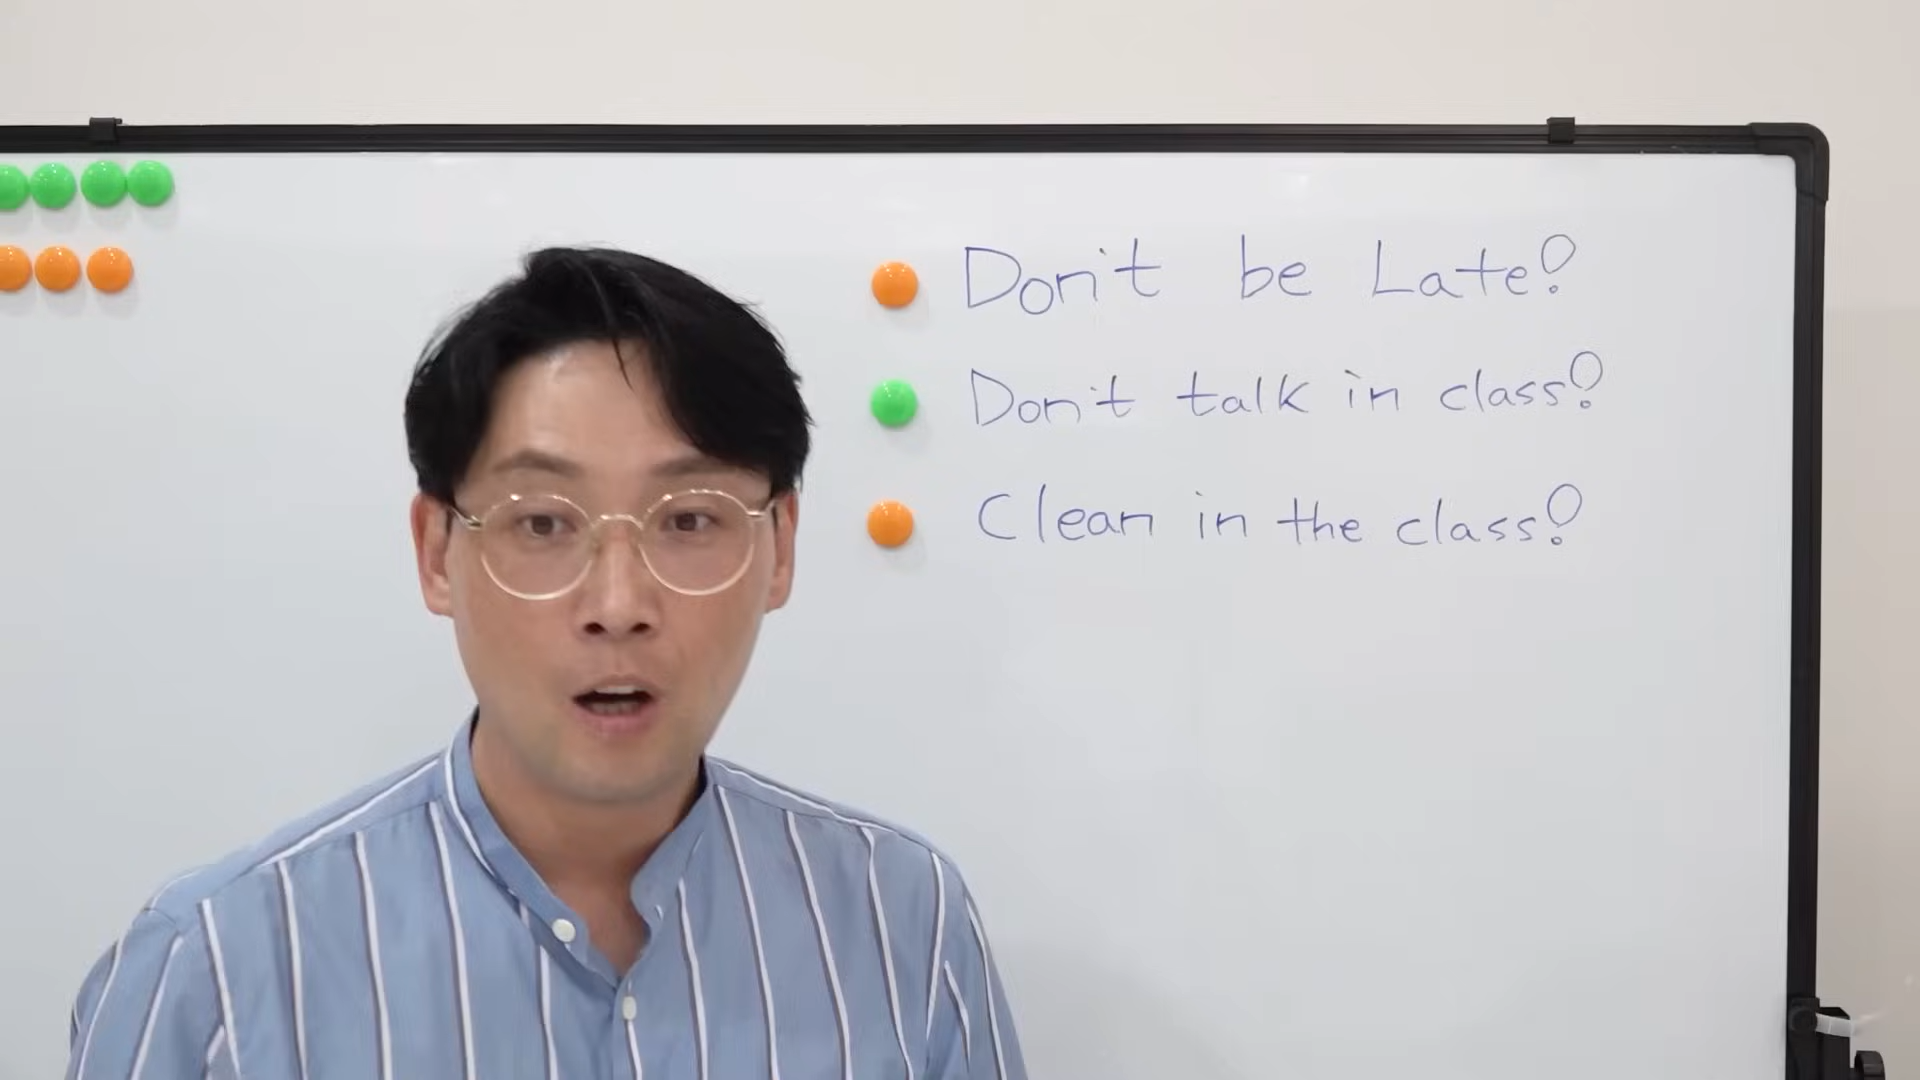 Don't be Late!
Don't talk in class!
Clean in the class!